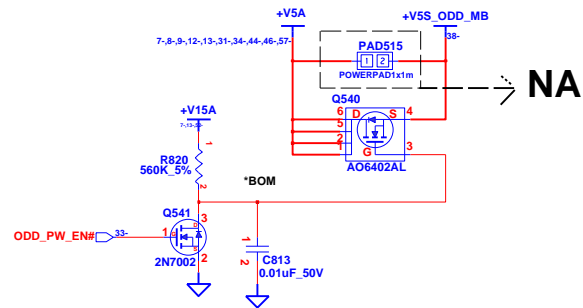 +V5A
+V5S_ODD_MB
7-,8-,9-,12-,13-,31-,34-,44-,46-,57-
38-
PAD515
1 2
POWERPAD1x1m
NA
Q540
6 D S 4
5
2
1 G 3
AO6402AL
+V15A
1
R820
560K_5%
2
*BOM
Q541
3
ODD_PW_EN# 33- 1 G
D
S
2
2N7002
1
2
C813
0.01uF_50V